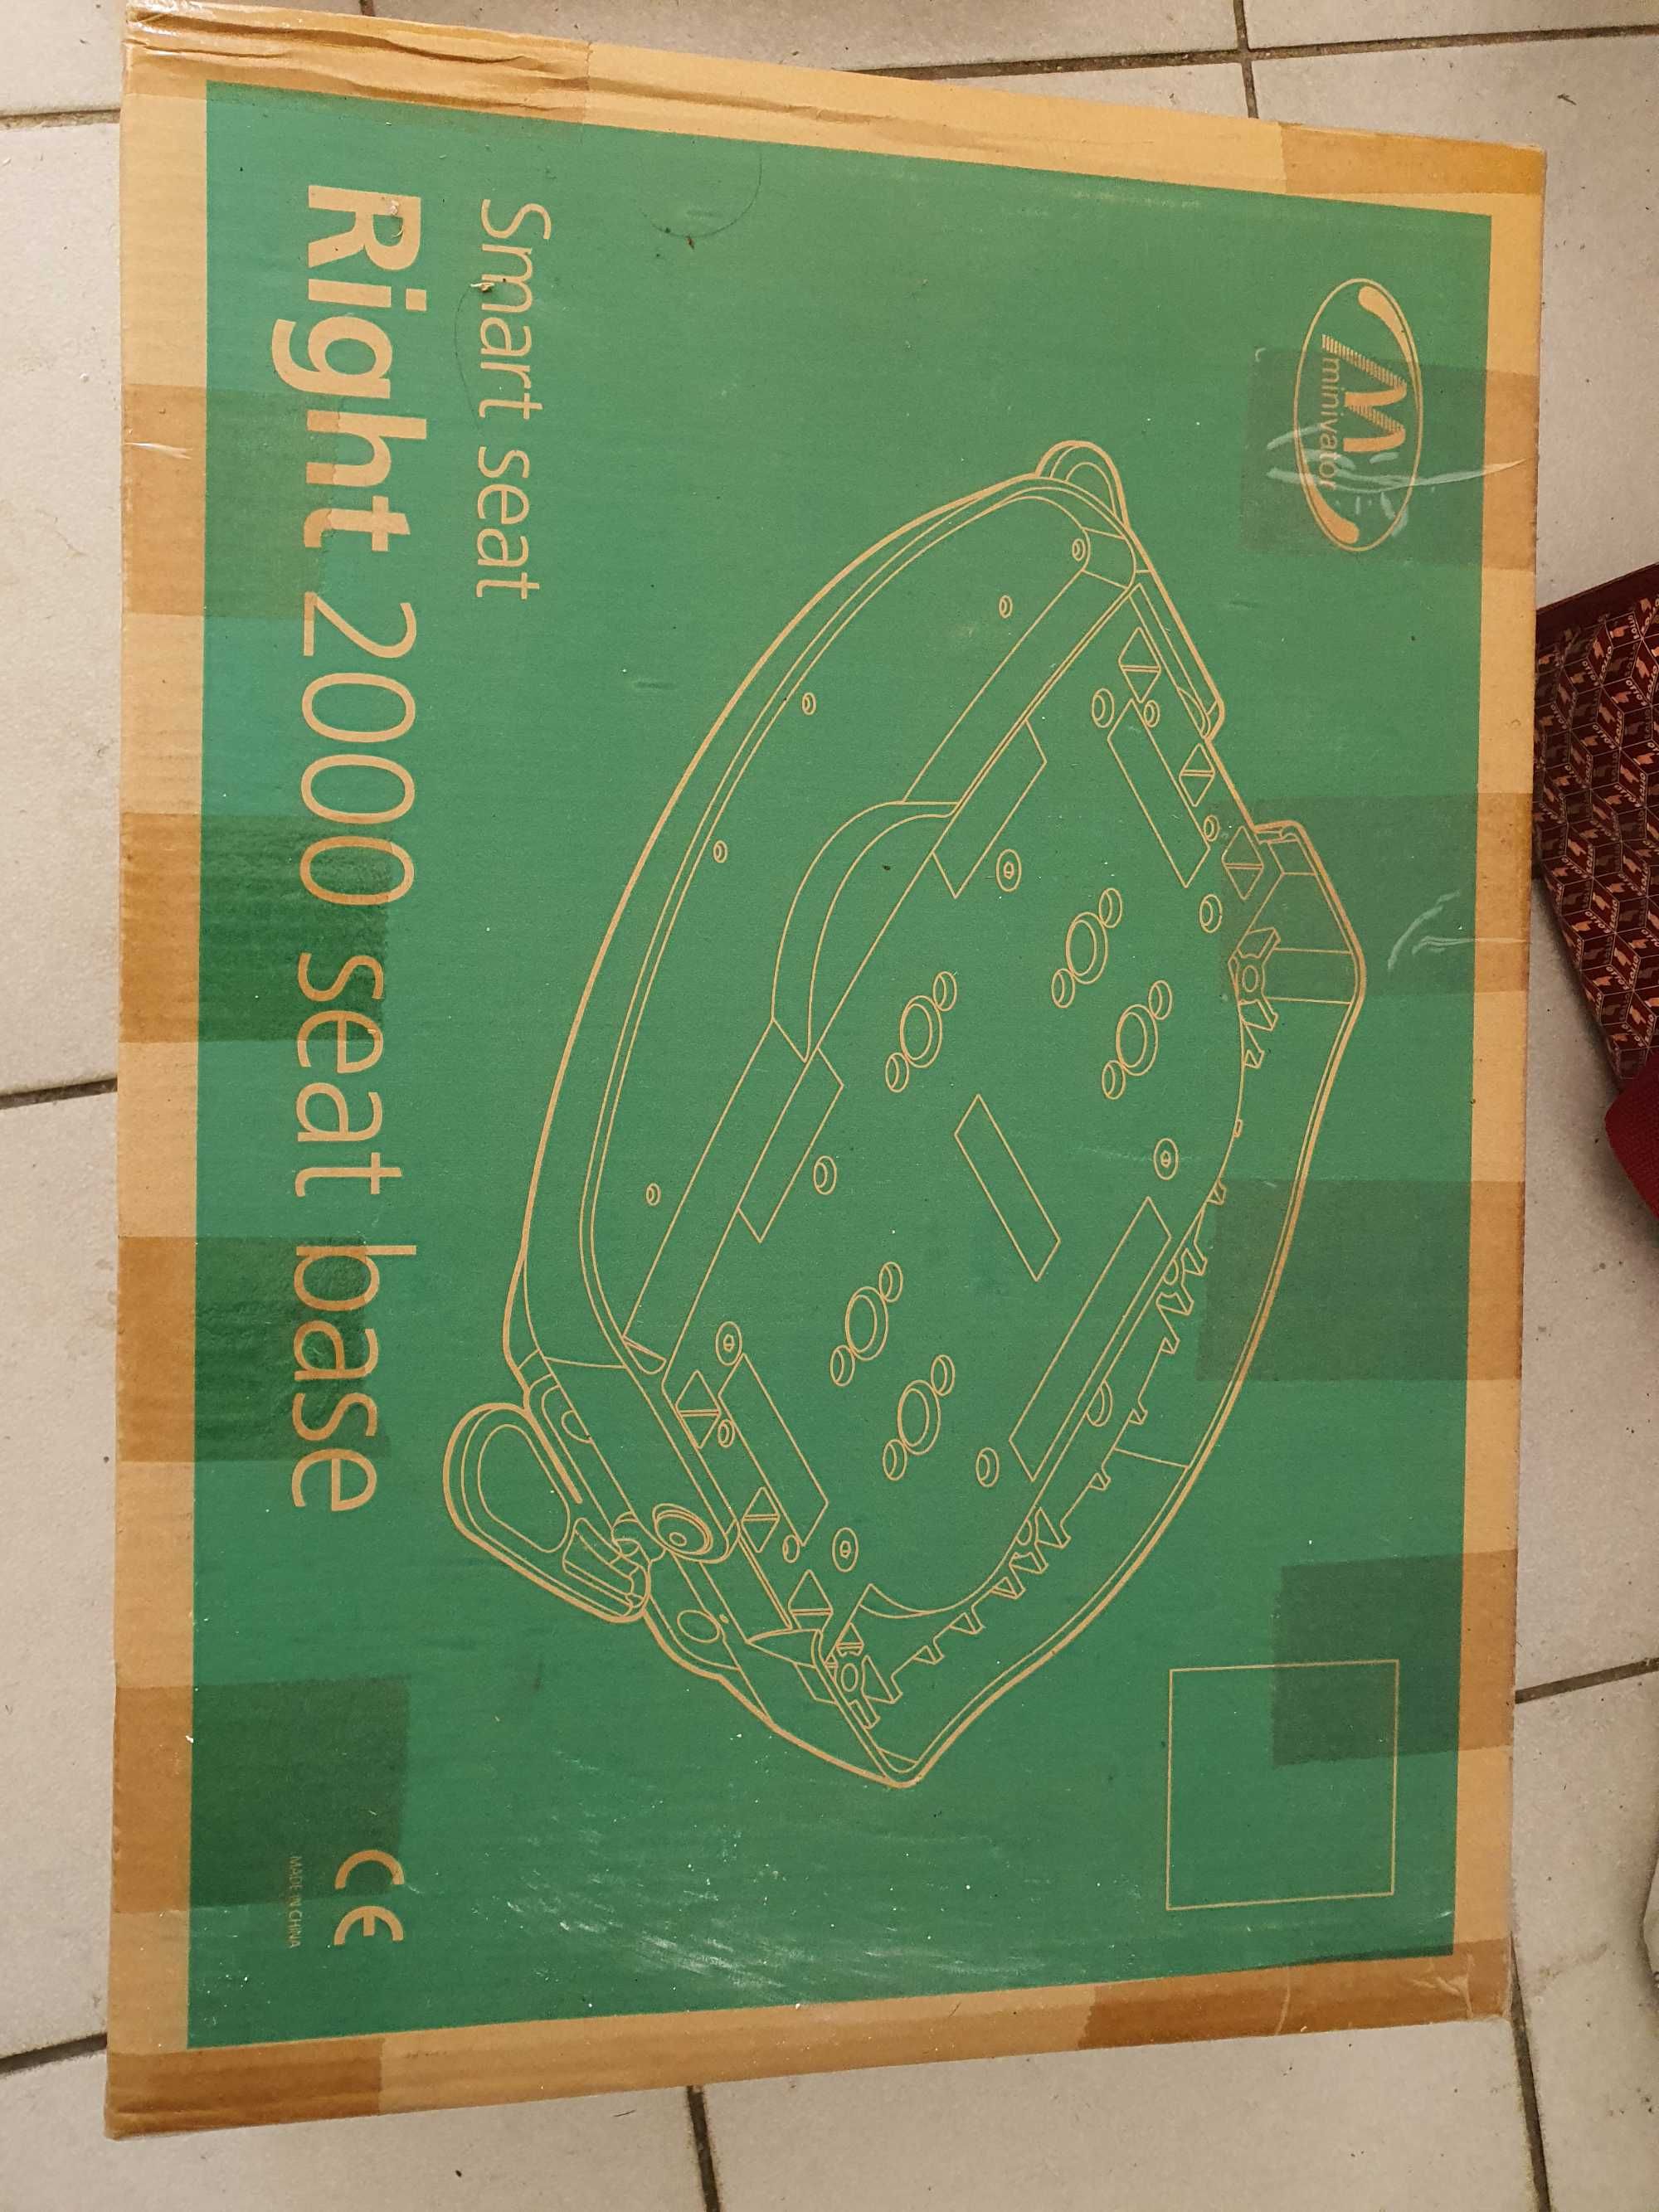 minivator
Smart seat
Right 2000 seat base
CE
MADE IN CHINA